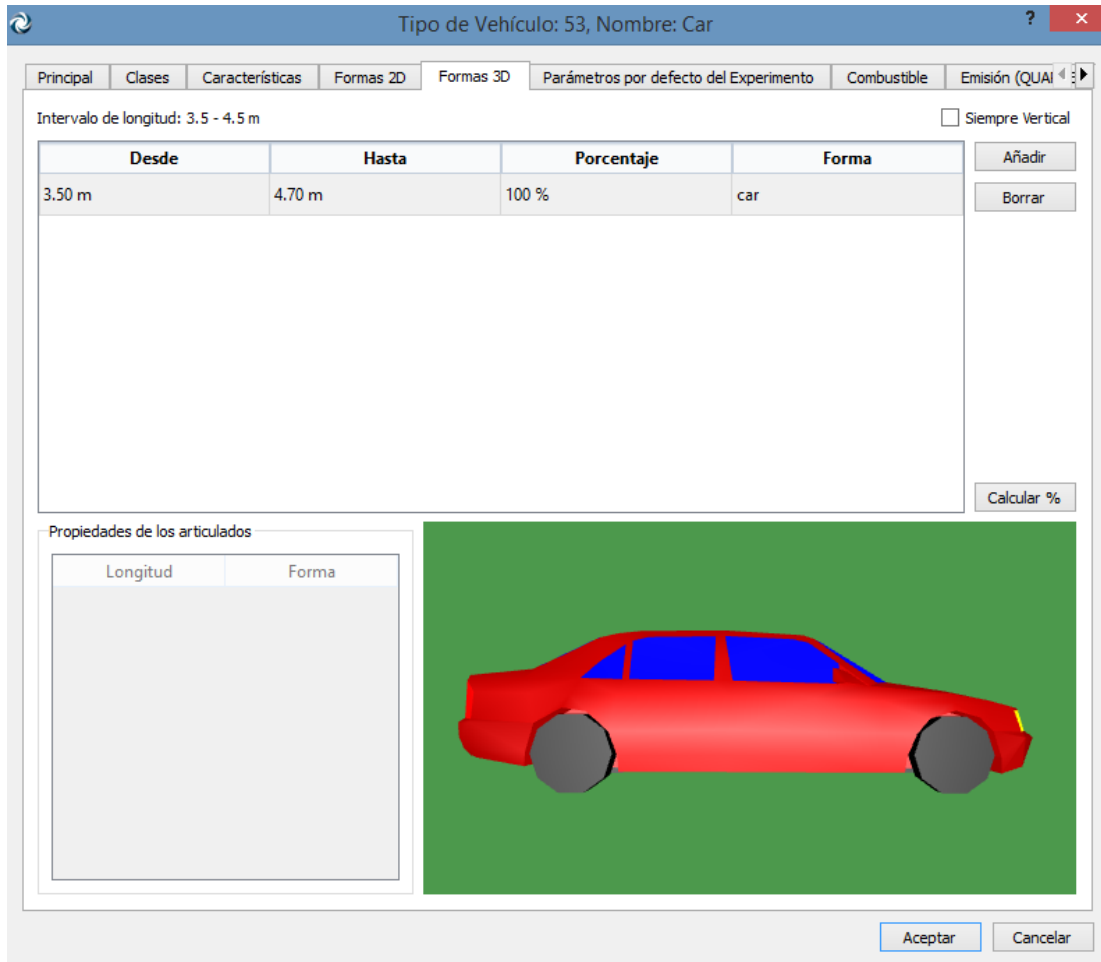 Tipo de Vehículo: 53, Nombre: Car
? ×
Principal Clases Características Formas 2D Formas 3D Parámetros por defecto del Experimento Combustible Emisión (QUA
Intervalo de longitud: 3.5 - 4.5 m
Siempre Vertical
Desde Hasta Porcentaje Forma
Añadir
3.50 m 4.70 m 100 % car
Borrar
Calcular %
Propiedades de los articulados
Longitud Forma
Aceptar Cancelar